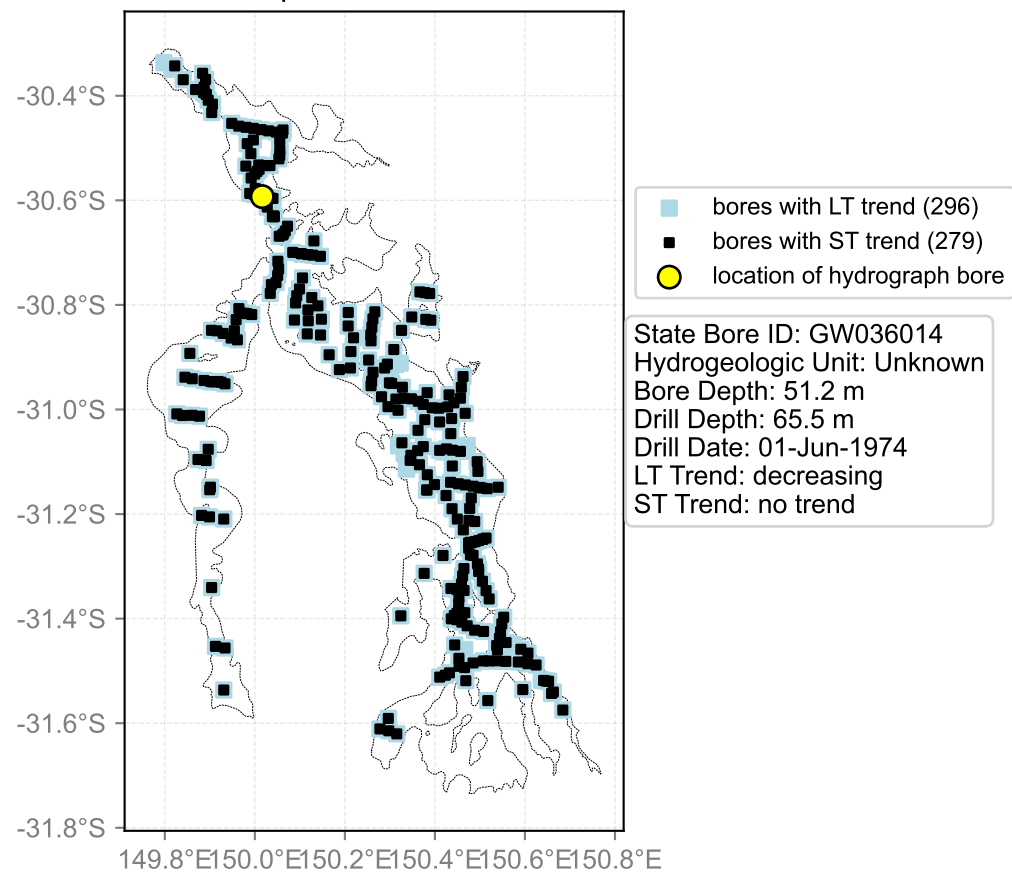 -30.4°S
-30.6°S
-30.8°S
-31.0°S
-31.2°S
-31.4°S
-31.6°S
-31.8°S
149.8°E150.0°E150.2°E150.4°E150.6°E150.8°E
bores with LT trend (296)
bores with ST trend (279)
location of hydrograph bore
State Bore ID: GW036014
Hydrogeologic Unit: Unknown
Bore Depth: 51.2 m
Drill Depth: 65.5 m
Drill Date: 01-Jun-1974
LT Trend: decreasing
ST Trend: no trend